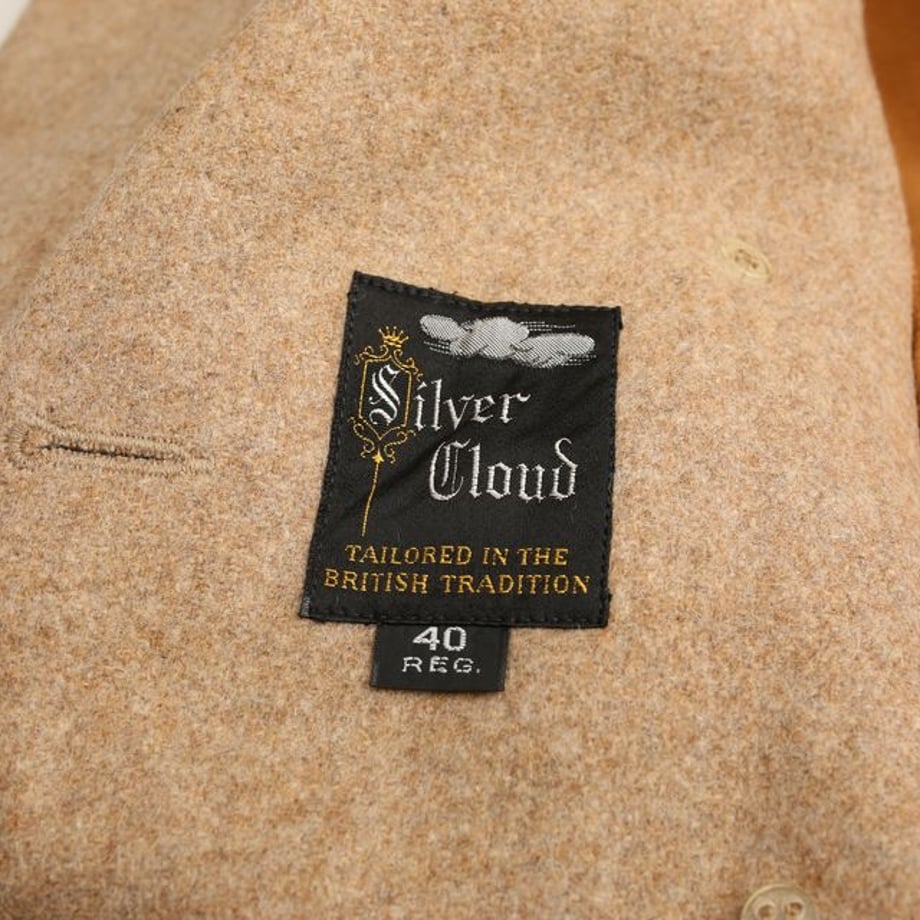 Silver
Cloud
TAILORED IN THE
BRITISH TRADITION
40
REG.